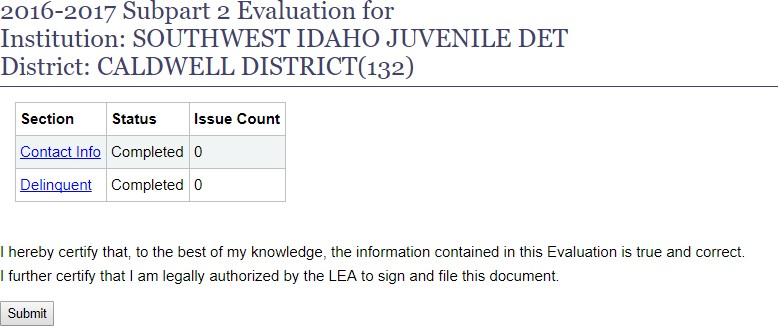 2016-2017 Subpart 2 Evaluation for
Institution: SOUTHWEST IDAHO JUVENILE DET
District: CALDWELL DISTRICT(132)
Section Status Issue Count
Contact Info Completed 0
Delinquent Completed 0
I hereby certify that, to the best of my knowledge, the information contained in this Evaluation is true and correct.
I further certify that I am legally authorized by the LEA to sign and file this document.
Submit